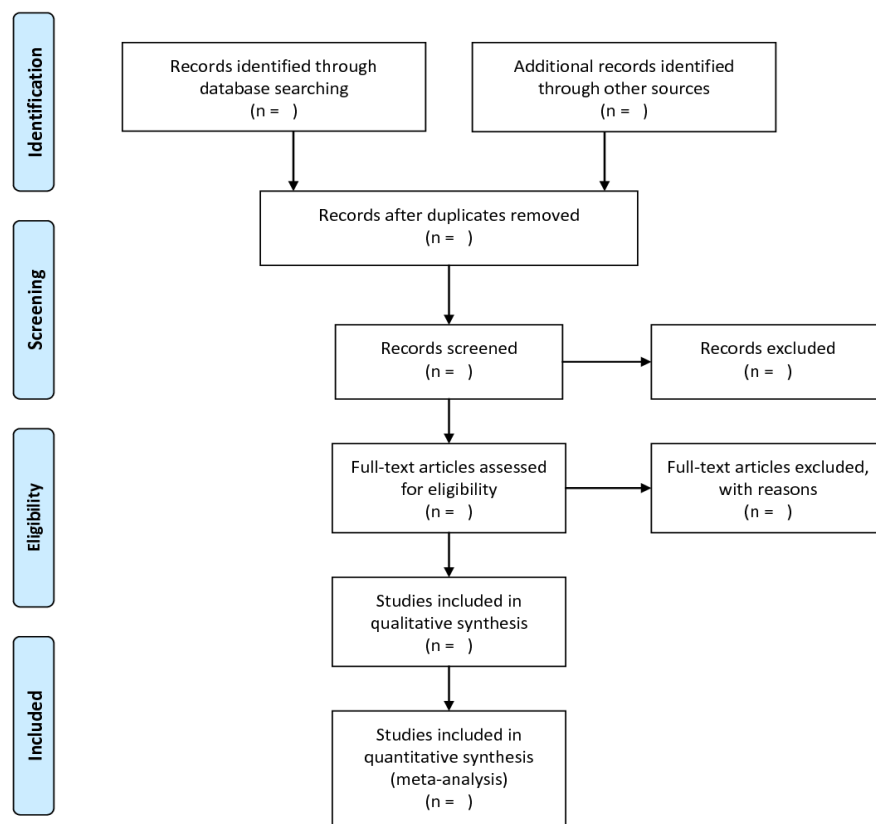 Identification
Records identified through
database searching
(n =   )
Additional records identified
through other sources
(n =   )
Records after duplicates removed
(n =   )
Screening
Records screened
(n =   )
Records excluded
(n =   )
Eligibility
Full-text articles assessed
for eligibility
(n =   )
Full-text articles excluded,
with reasons
(n =   )
Studies included in
qualitative synthesis
(n =   )
Included
Studies included in
quantitative synthesis
(meta-analysis)
(n =   )